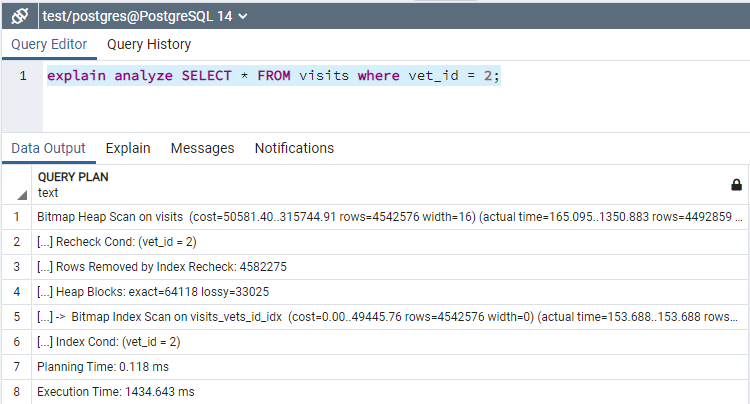 test/postgres@PostgreSQL 14
Query Editor Query History
1 explain analyze SELECT * FROM visits where vet_id = 2;
Data Output Explain Messages Notifications
QUERY PLAN
text
1 Bitmap Heap Scan on visits (cost=50581.40..315744.91 rows=4542576 width=16) (actual time=165.095..1350.883 rows=4492859 ...
2 [...] Recheck Cond: (vet_id = 2)
3 [...] Rows Removed by Index Recheck: 4582275
4 [...] Heap Blocks: exact=64118 lossy=33025
5 [...] -> Bitmap Index Scan on visits_vets_id_idx (cost=0.00..49445.76 rows=4542576 width=0) (actual time=153.688..153.688 rows...
6 [...] Index Cond: (vet_id = 2)
7 Planning Time: 0.118 ms
8 Execution Time: 1434.643 ms